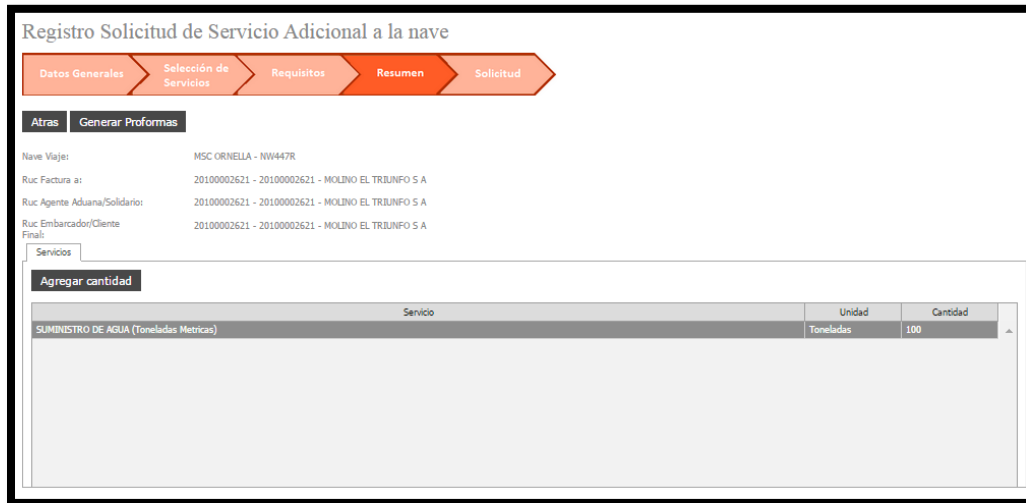 Registro Solicitud de Servicio Adicional a la nave
Datos Generales
Selección de
Servicios
Requisitos
Resumen
Solicitud
Atras
Generar Proformas
Nave Viaje: MSC ORNELLA - NW447R
Ruc Factura a: 20100002621 - 20100002621 - MOLINO EL TRIUNFO S A
Ruc Agente Aduana/Solidario: 20100002621 - 20100002621 - MOLINO EL TRIUNFO S A
Ruc Embarcador/Cliente
Final: 20100002621 - 20100002621 - MOLINO EL TRIUNFO S A
Servicios
Agregar cantidad
Servicio Unidad Cantidad
SUMINISTRO DE AGUA (Toneladas Metricas) Toneladas 100